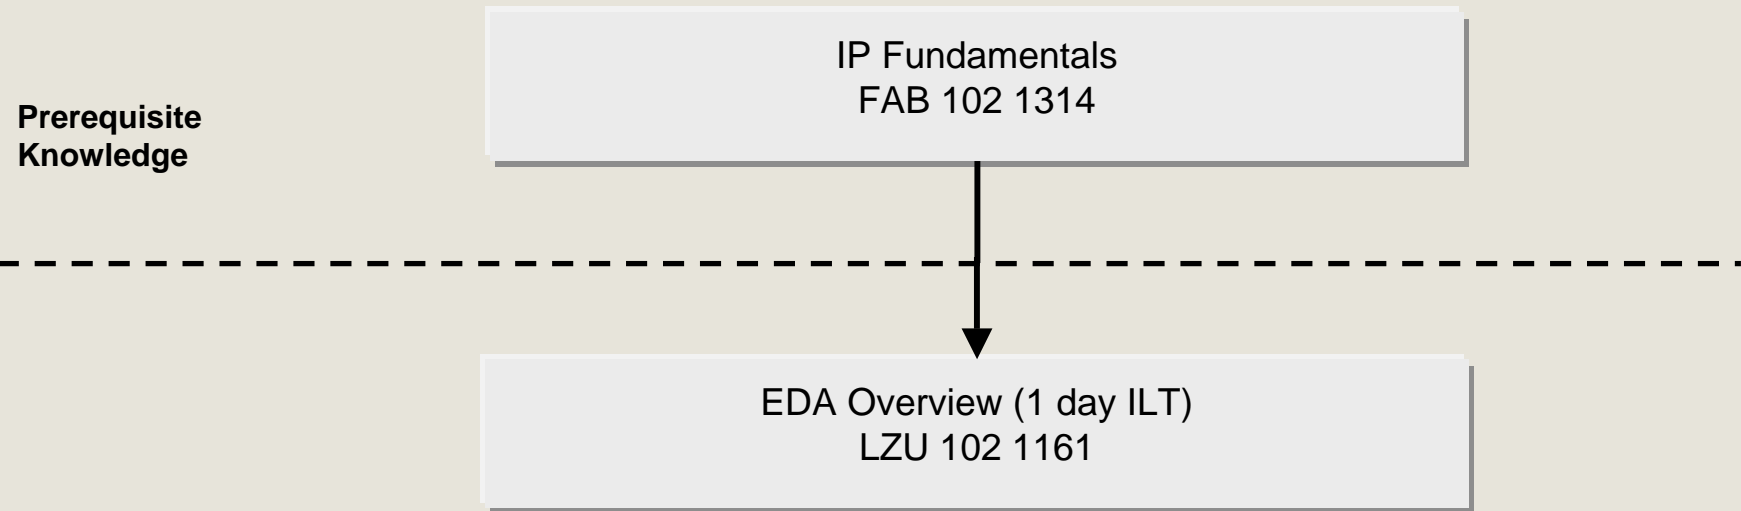 IP Fundamentals
FAB 102 1314
Prerequisite
Knowledge
EDA Overview (1 day ILT)
LZU 102 1161